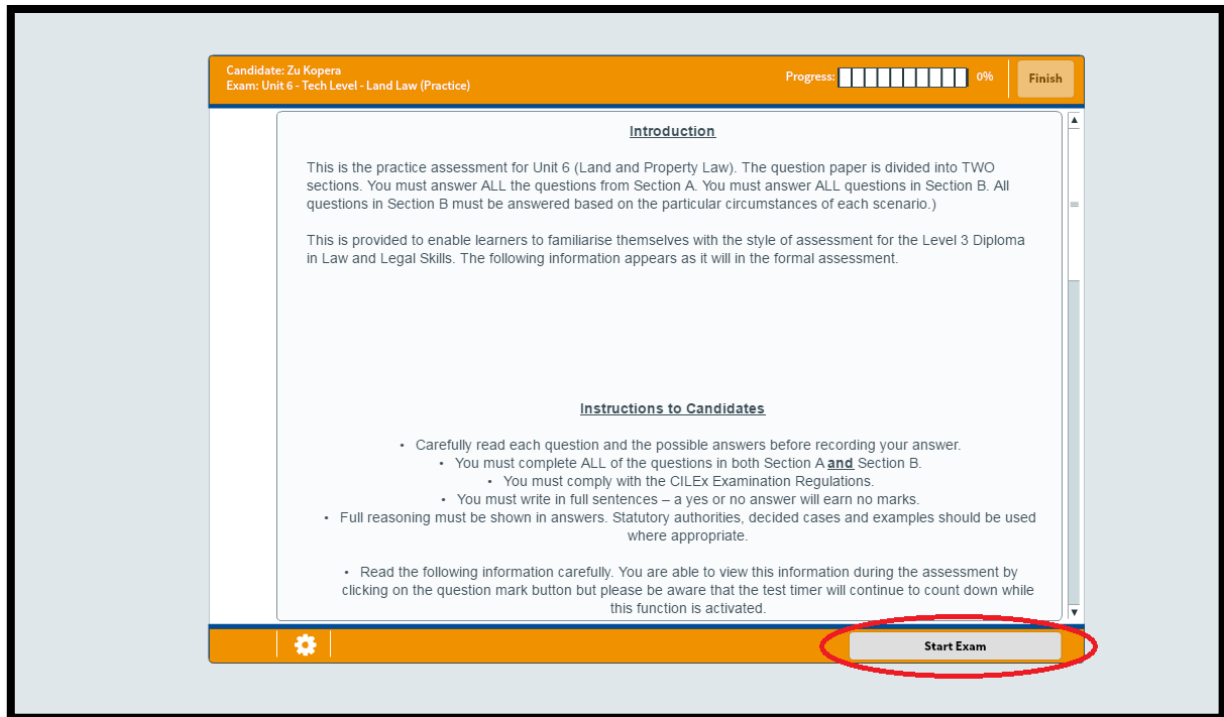 Candidate: Zu Kopera
Exam: Unit 6 - Tech Level - Land Law (Practice)
Progress: 0%
Finish
Introduction
This is the practice assessment for Unit 6 (Land and Property Law). The question paper is divided into TWO
sections. You must answer ALL the questions from Section A. You must answer ALL questions in Section B. All
questions in Section B must be answered based on the particular circumstances of each scenario.)
This is provided to enable learners to familiarise themselves with the style of assessment for the Level 3 Diploma
in Law and Legal Skills. The following information appears as it will in the formal assessment.
Instructions to Candidates
• Carefully read each question and the possible answers before recording your answer.
• You must complete ALL of the questions in both Section A and Section B.
• You must comply with the CILEx Examination Regulations.
• You must write in full sentences – a yes or no answer will earn no marks.
• Full reasoning must be shown in answers. Statutory authorities, decided cases and examples should be used
where appropriate.
• Read the following information carefully. You are able to view this information during the assessment by
clicking on the question mark button but please be aware that the test timer will continue to count down while
this function is activated.
Start Exam